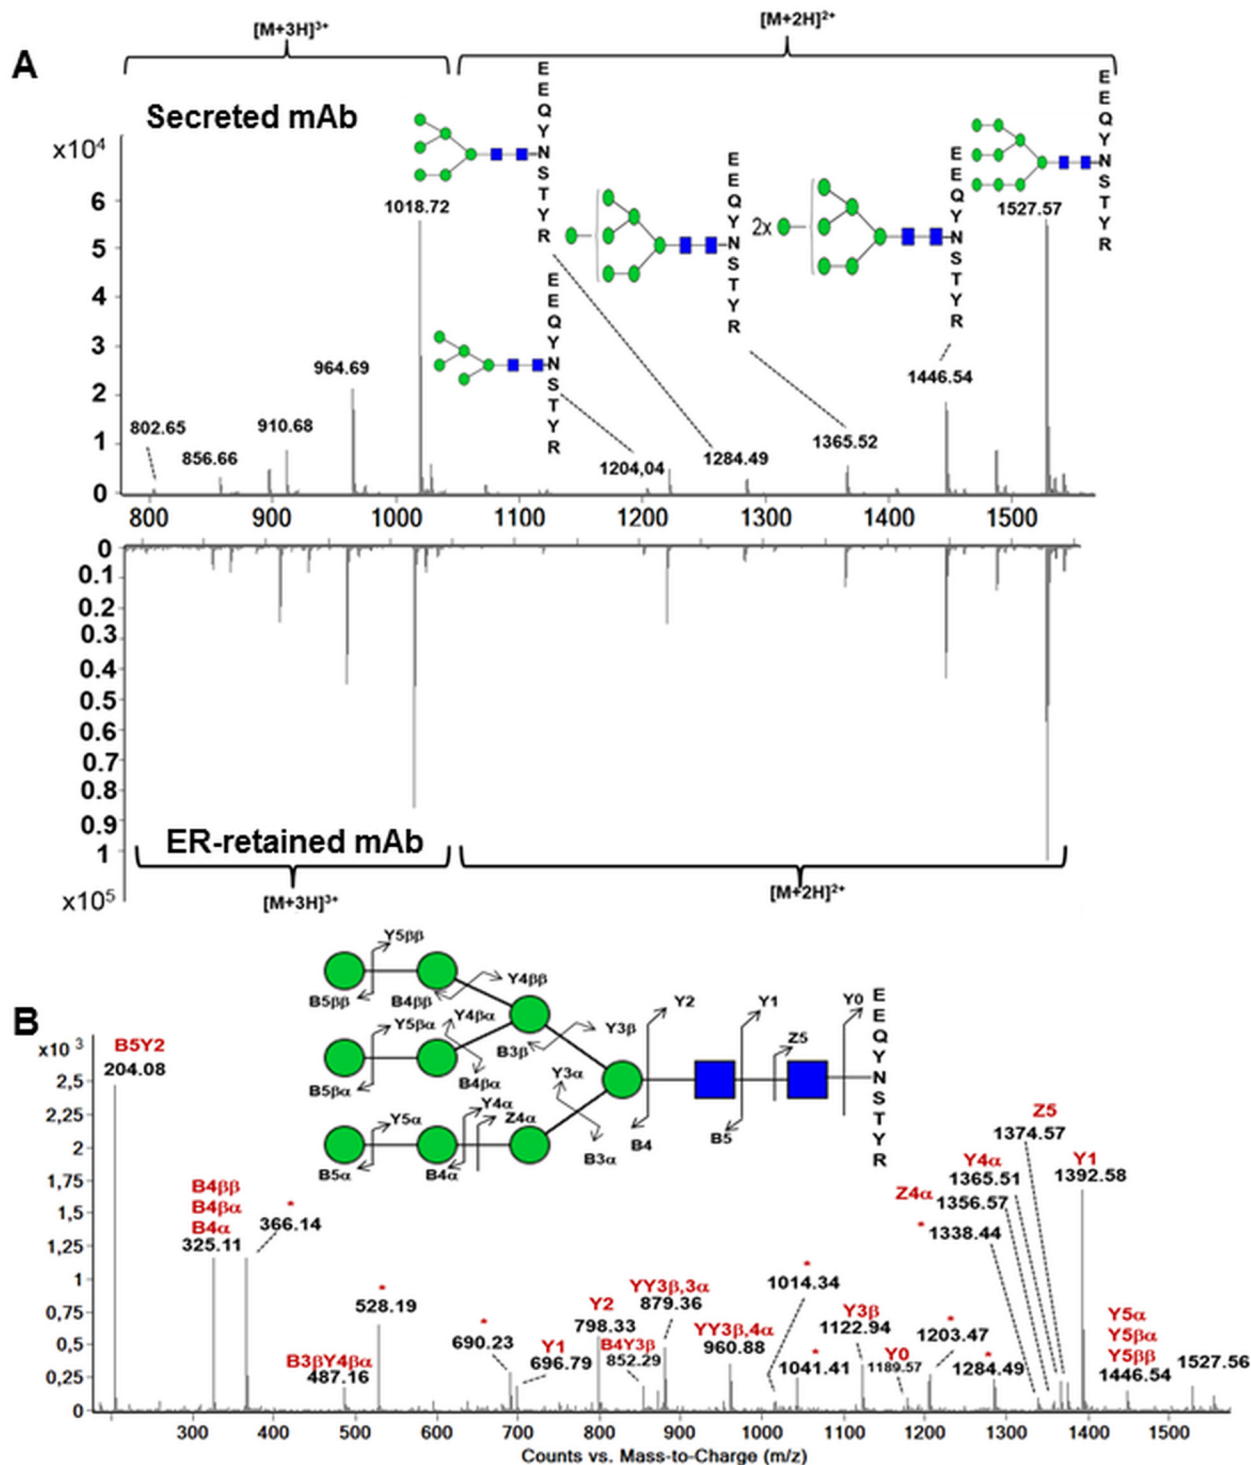 [M+3H]³⁺
[M+2H]²⁺
A
Secreted mAb
x10⁴
6
5
4
3
2
1
0
802.65
856.66
910.68
964.69
1018.72
E
E
Q
Y
N
S
T
Y
R
E
E
Q
Y
N
S
T
Y
R
1204,04
1284.49
E
E
Q
Y
N
S
T
Y
R
1365.52
2x
E
E
Q
Y
N
S
T
Y
R
1446.54
E
E
Q
Y
N
S
T
Y
R
1527.57
800 900 1000 1100 1200 1300 1400 1500
0
0.1
0.2
0.3
0.4
0.5
0.6
0.7
0.8
0.9
1
x10⁵
ER-retained mAb
[M+3H]³⁺
[M+2H]²⁺
B
Y5ββ
B5ββ
B4ββ
Y4ββ
Y5βα
Y4βα
B5βα
B4βα
B3β
Y3β
Y3α
Y5α
Y4α
Z4α
B5α
B4α
B3α
B4
Y2
B5
Y1
Z5
Y0
E
E
Q
Y
N
S
T
Y
R
x10³
2,5
2,25
2
1,75
1,5
1,25
1
0,75
0,5
0,25
0
B5Y2
204.08
B4ββ
B4βα
B4α
325.11
*
366.14
B3βY4βα
487.16
*
528.19
*
690.23
Y1
696.79
Y2
798.33
B4Y3β
852.29
YY3β,3α
879.36
YY3β,4α
960.88
*
1014.34
*
1041.41
Y3β
1122.94
Y0
1189.57
*
1203.47
*
1284.49
*
1338.44
Z4α
1356.57
Y4α
1365.51
Z5
1374.57
Y1
1392.58
Y5α
Y5βα
Y5ββ
1446.54
1527.56
300 400 500 600 700 800 900 1000 1100 1200 1300 1400 1500
Counts vs. Mass-to-Charge (m/z)